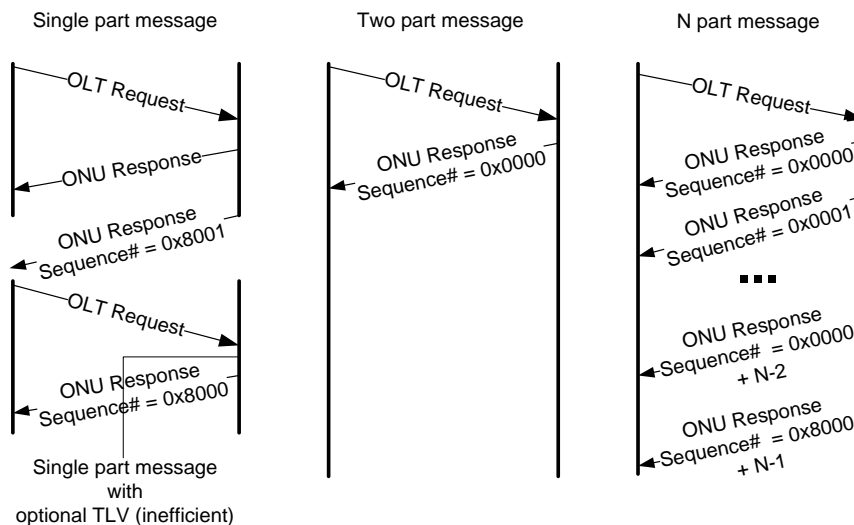 Single part message
OLT Request
ONU Response
ONU Response
Sequence# = 0x8001
OLT Request
ONU Response
Sequence# = 0x8000
Single part message
with
optional TLV (inefficient)
Two part message
OLT Request
ONU Response
Sequence# = 0x0000
N part message
OLT Request
ONU Response
Sequence# = 0x0000
ONU Response
Sequence# = 0x0001
...
ONU Response
Sequence# = 0x0000
+ N-2
ONU Response
Sequence# = 0x8000
+ N-1